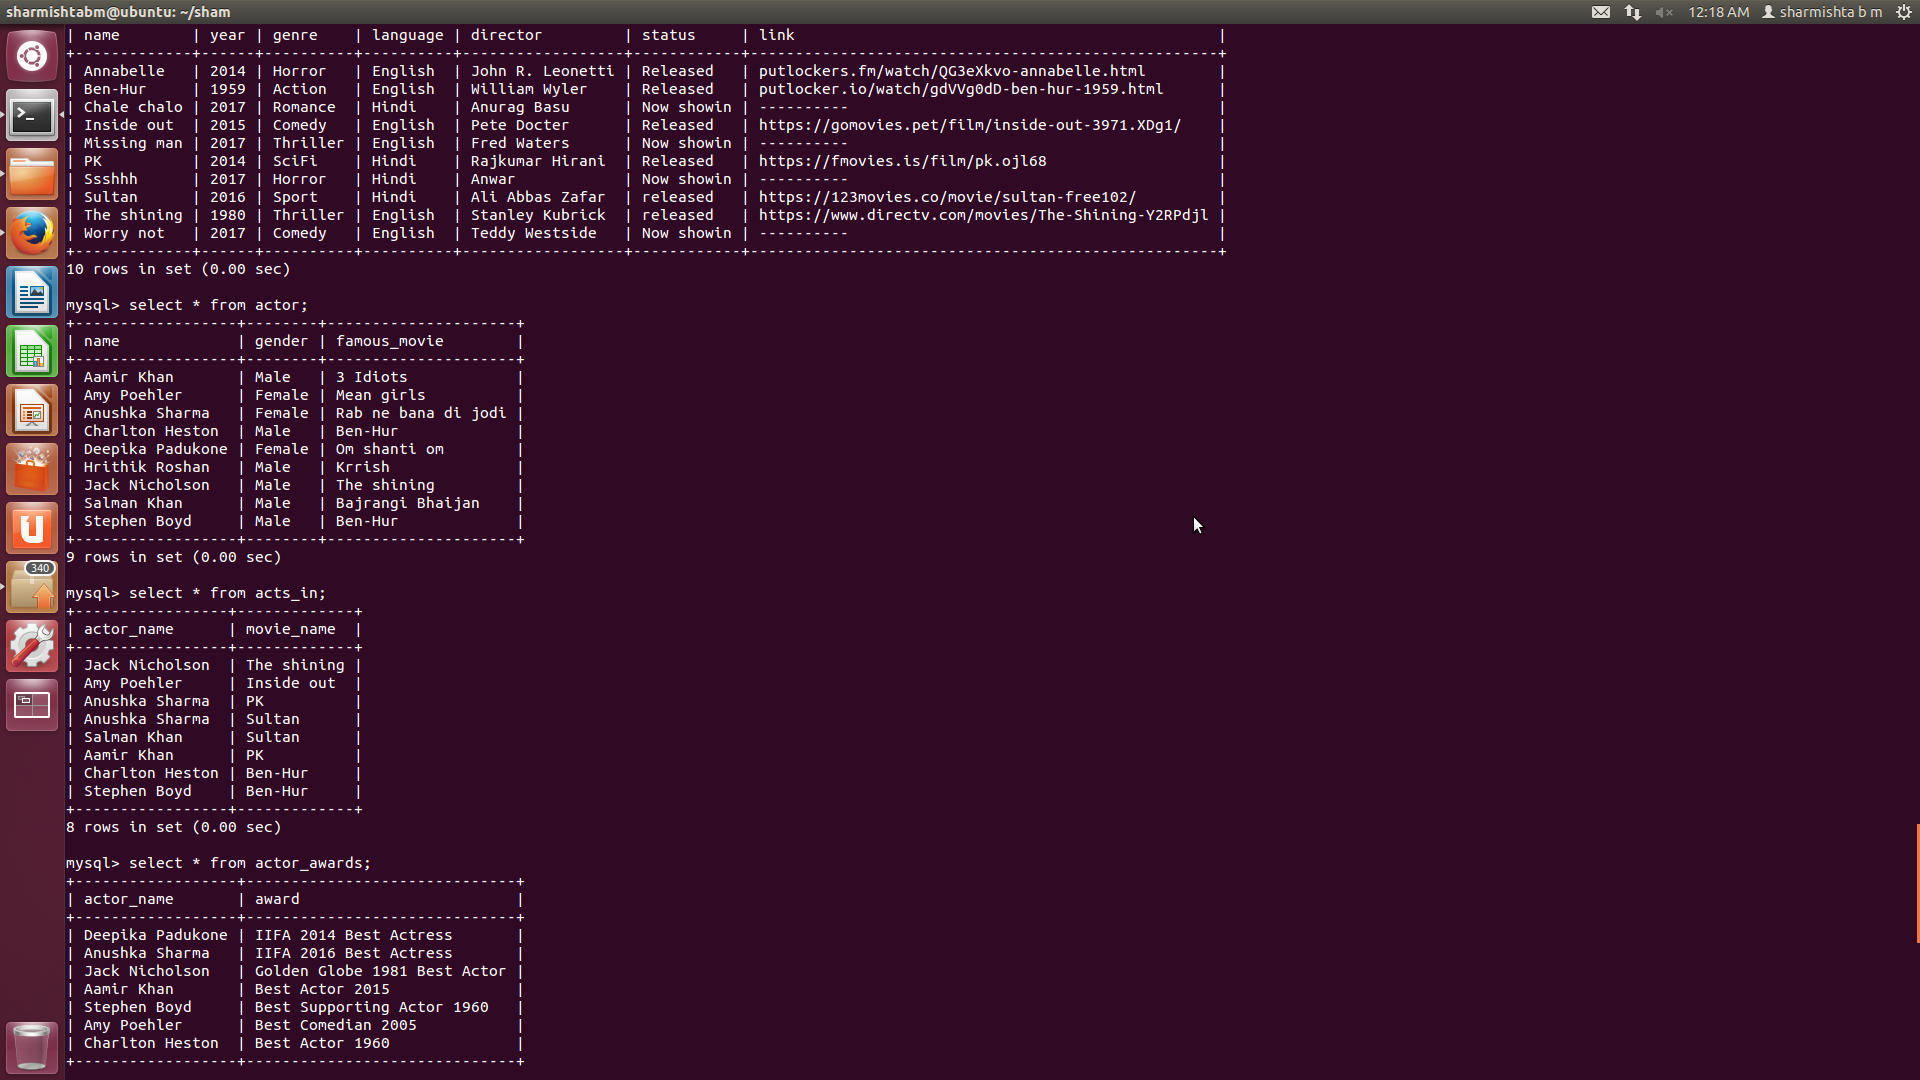 sharmishtabm@ubuntu: ~/sham 12:18 AM sharmishta b m
| name        | year | genre    | language | director         | status      | link                                               |
+-------------+------+----------+----------+------------------+-------------+----------------------------------------------------+
| Annabelle   | 2014 | Horror   | English  | John R. Leonetti | Released    | putlockers.fm/watch/QG3eXkvo-annabelle.html        |
| Ben-Hur     | 1959 | Action   | English  | William Wyler    | Released    | putlocker.io/watch/gdVVg0dD-ben-hur-1959.html      |
| Chale chalo | 2017 | Romance  | Hindi    | Anurag Basu      | Now showin | ----------                                         |
| Inside out  | 2015 | Comedy   | English  | Pete Docter      | Released    | https://gomovies.pet/film/inside-out-3971.XDg1/    |
| Missing man | 2017 | Thriller | English  | Fred Waters      | Now showin | ----------                                         |
| PK          | 2014 | SciFi    | Hindi    | Rajkumar Hirani  | Released    | https://fmovies.is/film/pk.ojl68                   |
| Ssshhh      | 2017 | Horror   | Hindi    | Anwar            | Now showin | ----------                                         |
| Sultan      | 2016 | Sport    | Hindi    | Ali Abbas Zafar  | released    | https://123movies.co/movie/sultan-free102/         |
| The shining | 1980 | Thriller | English  | Stanley Kubrick  | released    | https://www.directv.com/movies/The-Shining-Y2RPdjl |
| Worry not   | 2017 | Comedy   | English  | Teddy Westside   | Now showin | ----------                                         |
+-------------+------+----------+----------+------------------+-------------+----------------------------------------------------+
10 rows in set (0.00 sec)
mysql> select * from actor;
+------------------+--------+---------------------+
| name             | gender | famous_movie        |
+------------------+--------+---------------------+
| Aamir Khan       | Male   | 3 Idiots            |
| Amy Poehler      | Female | Mean girls          |
| Anushka Sharma   | Female | Rab ne bana di jodi |
| Charlton Heston  | Male   | Ben-Hur             |
| Deepika Padukone | Female | Om shanti om        |
| Hrithik Roshan   | Male   | Krrish              |
| Jack Nicholson   | Male   | The shining         |
| Salman Khan      | Male   | Bajrangi Bhaijan    |
| Stephen Boyd     | Male   | Ben-Hur             |
+------------------+--------+---------------------+
9 rows in set (0.00 sec)
340
mysql> select * from acts_in;
+-----------------+-------------+
| actor_name      | movie_name  |
+-----------------+-------------+
| Jack Nicholson  | The shining |
| Amy Poehler     | Inside out  |
| Anushka Sharma  | PK          |
| Anushka Sharma  | Sultan      |
| Salman Khan     | Sultan      |
| Aamir Khan      | PK          |
| Charlton Heston | Ben-Hur     |
| Stephen Boyd    | Ben-Hur     |
+-----------------+-------------+
8 rows in set (0.00 sec)
mysql> select * from actor_awards;
+------------------+------------------------------+
| actor_name       | award                        |
+------------------+------------------------------+
| Deepika Padukone | IIFA 2014 Best Actress       |
| Anushka Sharma   | IIFA 2016 Best Actress       |
| Jack Nicholson   | Golden Globe 1981 Best Actor |
| Aamir Khan       | Best Actor 2015              |
| Stephen Boyd     | Best Supporting Actor 1960   |
| Amy Poehler      | Best Comedian 2005           |
| Charlton Heston  | Best Actor 1960              |
+------------------+------------------------------+